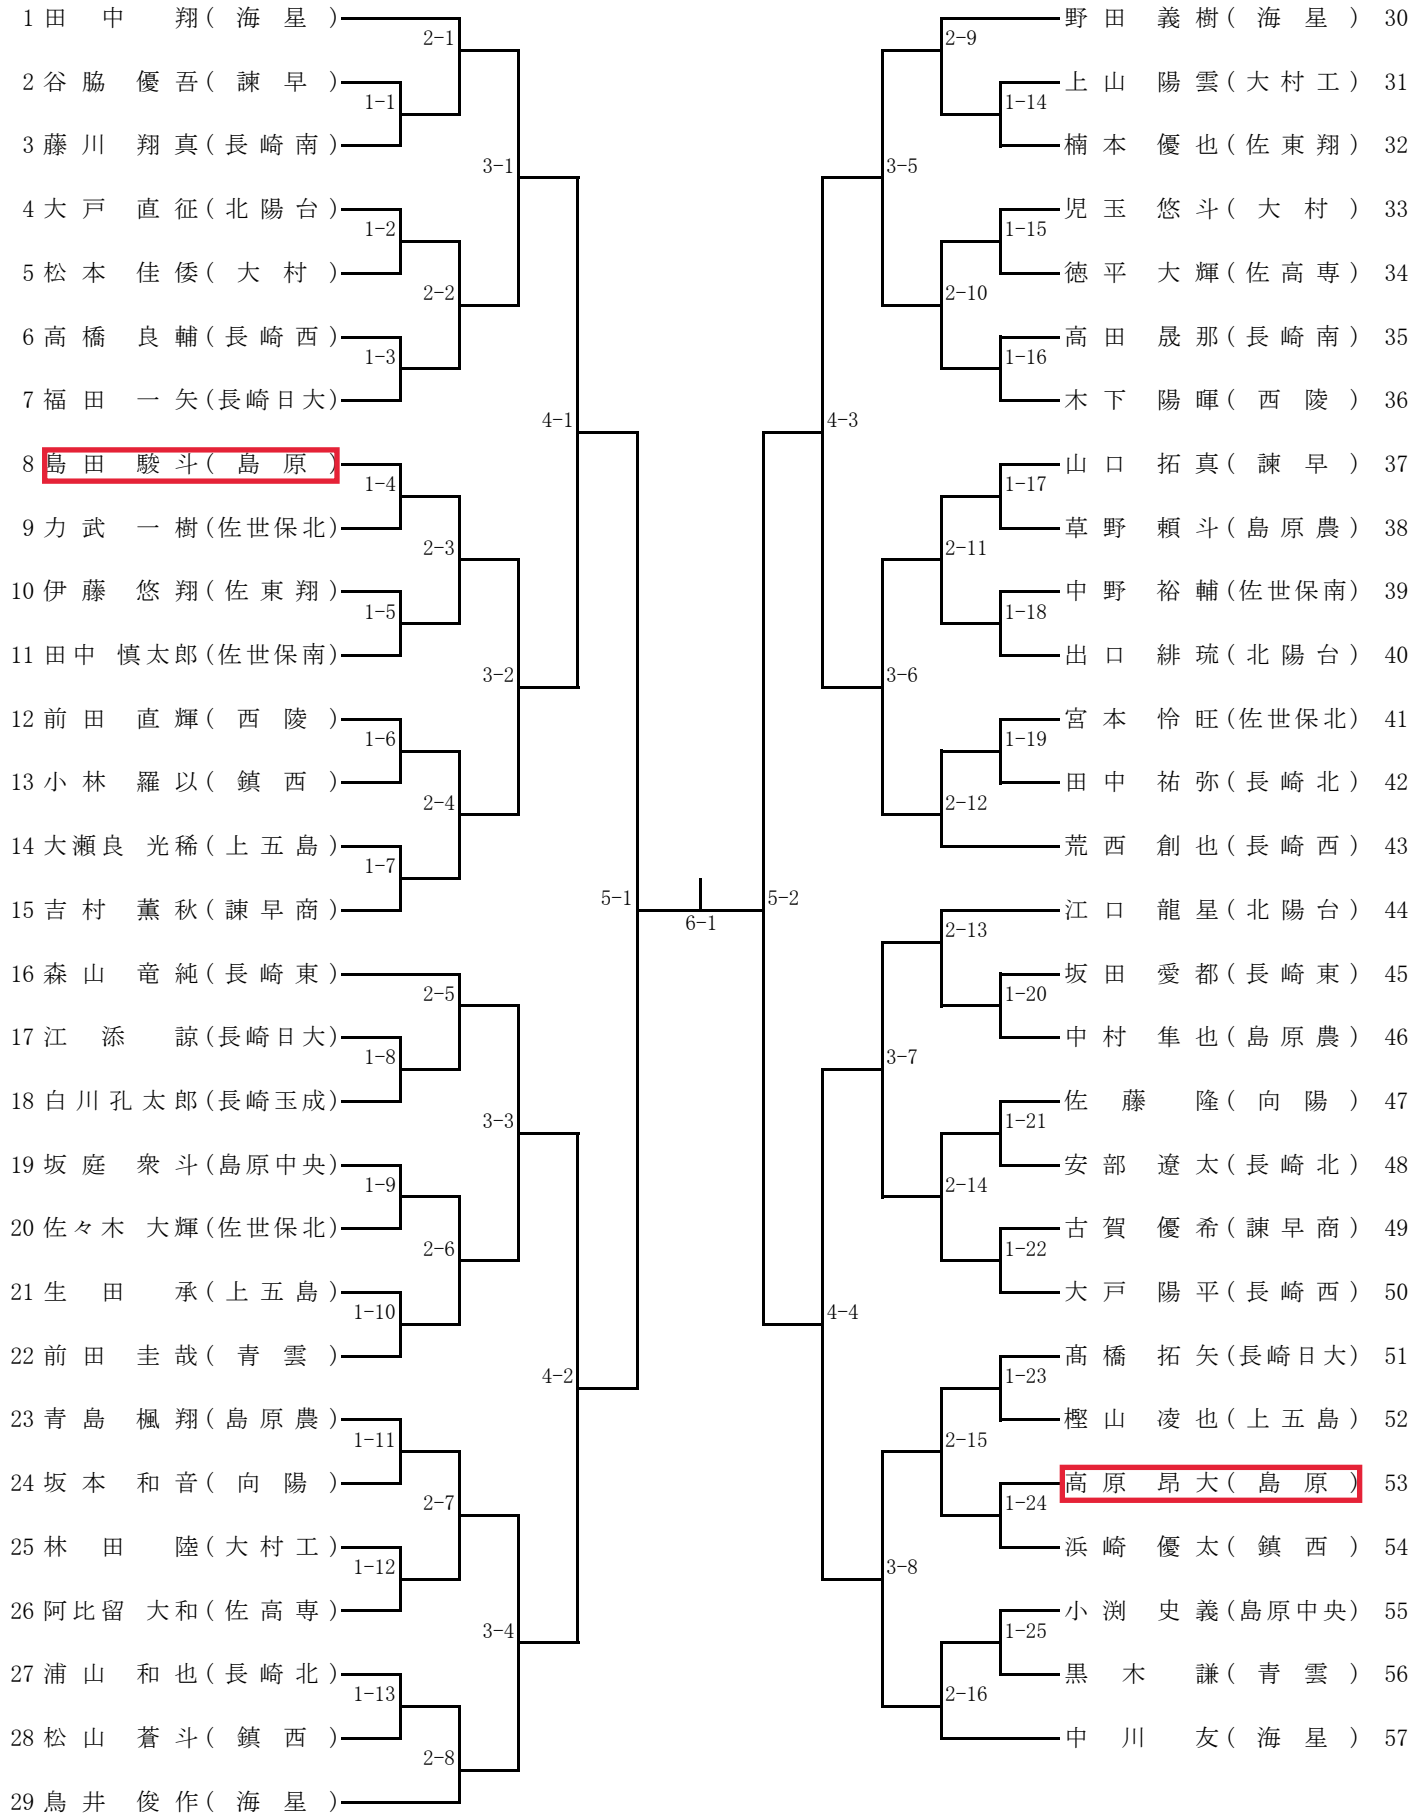 1 田中 翔(海星)
2-1
2 谷脇 優吾(諫早)
1-1
3 藤川 翔真(長崎南)
3-1
4 大戸 直征(北陽台)
1-2
5 松本 佳倭(大村)
2-2
6 高橋 良輔(長崎西)
1-3
7 福田 一矢(長崎日大)
4-1
8 島田 駿斗(島原)
1-4
9 力武 一樹(佐世保北)
2-3
10 伊藤 悠翔(佐東翔)
1-5
11 田中 慎太郎(佐世保南)
3-2
12 前田 直輝(西陵)
1-6
13 小林 羅以(鎮西)
2-4
14 大瀬良 光稀(上五島)
1-7
15 吉村 薫秋(諫早商)
5-1
6-1
16 森山 竜純(長崎東)
2-5
17 江添 諒(長崎日大)
1-8
18 白川孔太郎(長崎玉成)
3-3
19 坂庭 衆斗(島原中央)
1-9
20 佐々木 大輝(佐世保北)
2-6
21 生田 承(上五島)
1-10
22 前田 圭哉(青雲)
4-2
23 青島 楓翔(島原農)
1-11
24 坂本 和音(向陽)
2-7
25 林田 陸(大村工)
1-12
26 阿比留 大和(佐高専)
3-4
27 浦山 和也(長崎北)
1-13
28 松山 蒼斗(鎮西)
2-8
29 鳥井 俊作(海星)
野田 義樹(海星) 30
2-9
上山 陽雲(大村工) 31
1-14
楠本 優也(佐東翔) 32
3-5
児玉 悠斗(大村) 33
1-15
徳平 大輝(佐高専) 34
2-10
高田 晟那(長崎南) 35
1-16
木下 陽暉(西陵) 36
4-3
山口 拓真(諫早) 37
1-17
草野 頼斗(島原農) 38
2-11
中野 裕輔(佐世保南) 39
1-18
出口 緋琉(北陽台) 40
3-6
宮本 怜旺(佐世保北) 41
1-19
田中 祐弥(長崎北) 42
2-12
荒西 創也(長崎西) 43
5-2
江口 龍星(北陽台) 44
2-13
坂田 愛都(長崎東) 45
1-20
中村 隼也(島原農) 46
3-7
佐藤 隆(向陽) 47
1-21
安部 遼太(長崎北) 48
2-14
古賀 優希(諫早商) 49
1-22
大戸 陽平(長崎西) 50
4-4
髙橋 拓矢(長崎日大) 51
1-23
樫山 凌也(上五島) 52
2-15
高原 昂大(島原) 53
1-24
浜崎 優太(鎮西) 54
3-8
小渕 史義(島原中央) 55
1-25
黒木 謙(青雲) 56
2-16
中川 友(海星) 57